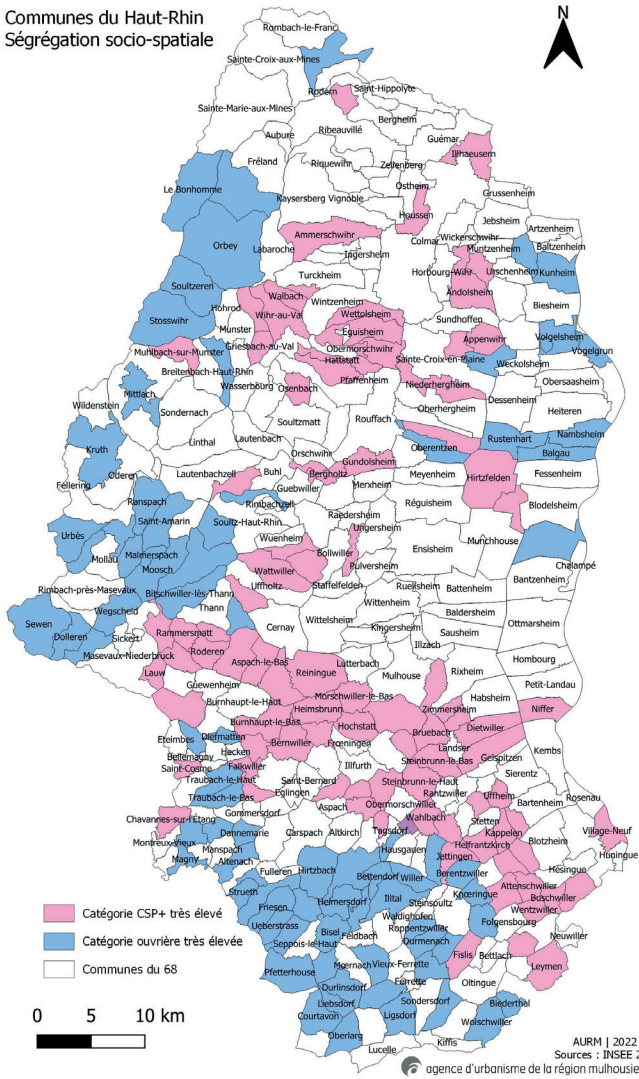 Communes du Haut-Rhin
Ségrégation socio-spatiale
N
Rombach-le-Franc
Sainte-Croix-aux-Mines
Saint-Hippolyte
Rodern
Sainte-Marie-aux-Mines
Bergheim
Ribeauvillé
Aubure
Guémar
Illhaeusern
Fréland
Riquewihr
Zellenberg
Ostheim
Le Bonhomme
Kaysersberg Vignoble
Grussenheim
Houssen
Jebsheim
Artzenheim
Ammerschwihr
Colmar
Wickerschwihr
Muntzenheim
Baltzenheim
Orbey
Labaroche
Ingersheim
Horbourg-Wihr
Urschenheim
Kunheim
Turckheim
Andolsheim
Soultzeren
Walbach
Wintzenheim
Biesheim
Hohrod
Wihr-au-Val
Wettolsheim
Sundhoffen
Stosswihr
Munster
Eguisheim
Volgelsheim
Griesbach-au-Val
Obermorschwihr
Appenwihr
Vogelgrun
Muhlbach-sur-Munster
Hattstatt
Sainte-Croix-en-Plaine
Weckolsheim
Breitenbach-Haut-Rhin
Pfaffenheim
Wasserbourg
Osenbach
Niederhergheim
Obersaasheim
Mittlach
Dessenheim
Wildenstein
Sondernach
Oberhergheim
Heiteren
Soultzmatt
Rouffach
Linthal
Lautenbach
Rustenhart
Nambsheim
Kruth
Orschwihr
Oberentzen
Balgau
Oderen
Gundolsheim
Lautenbachzell
Buhl
Bergholtz
Meyenheim
Fessenheim
Fellering
Guebwiller
Merxheim
Hirtzfelden
Ranspach
Rimbachzell
Réguisheim
Blodelsheim
Raedersheim
Saint-Amarin
Soultz-Haut-Rhin
Ungersheim
Urbès
Wuenheim
Munchhouse
Malmerspach
Bollwiller
Ensisheim
Mollau
Pulversheim
Chalampé
Moosch
Wattwiller
Bantzenheim
Rimbach-près-Masevaux
Bitschwiller-lès-Thann
Uffholtz
Staffelfelden
Ruelisheim
Battenheim
Wegscheid
Thann
Wittenheim
Sewen
Baldersheim
Ottmarsheim
Dolleren
Cernay
Wittelsheim
Kingersheim
Sickert
Rammersmatt
Sausheim
Illzach
Masevaux-Niederbruck
Roderen
Lutterbach
Hombourg
Aspach-le-Bas
Mulhouse
Lauw
Reiningue
Rixheim
Petit-Landau
Guewenheim
Morschwiller-le-Bas
Habsheim
Burnhaupt-le-Haut
Heimsbrunn
Zimmersheim
Niffer
Burnhaupt-le-Bas
Hochstatt
Dietwiller
Eteimbes
Diefmatten
Bruebach
Bernwiller
Frœningen
Landser
Kembs
Bellemagny
Hecken
Steinbrunn-le-Bas
Geispitzen
Saint-Cosme
Falkwiller
Illfurth
Sierentz
Traubach-le-Haut
Saint-Bernard
Steinbrunn-le-Haut
Eglingen
Rantzwiller
Uffheim
Rosenau
Traubach-le-Bas
Aspach
Obermorschwiller
Bartenheim
Chavannes-sur-l'Etang
Gommersdorf
Stetten
Wahlbach
Kappelen
Village-Neuf
Dannemarie
Tagsdorf
Montreux-Vieux
Carspach
Altkirch
Blotzheim
Manspach
Helfrantzkirch
Huningue
Hausgauen
Magny
Altenach
Jettingen
Hésingue
Fulleren
Hirtzbach
Bettendorf
Berentzwiller
Willer
Attenschwiller
Strueth
Steinsoultz
Knœringue
Buschwiller
Friesen
Heimersdorf
Illtal
Wentzwiller
Waldighofen
Folgensbourg
Ueberstrass
Bisel
Roppentzwiller
Neuwiller
Seppois-le-Haut
Feldbach
Durmenach
Bettlach
Fislis
Pfetterhouse
Mœrnach
Vieux-Ferrette
Leymen
Ferrette
Oltingue
Durlinsdorf
Liebsdorf
Sondersdorf
Biederthal
Courtavon
Ligsdorf
Wolschwiller
Oberlarg
Kiffis
Lucelle
Catégorie CSP+ très élevé
Catégorie ouvrière très élevée
Communes du 68
0 5 10 km
AURM | 2022
Sources : INSEE 2
agence d'urbanisme de la région mulhousie